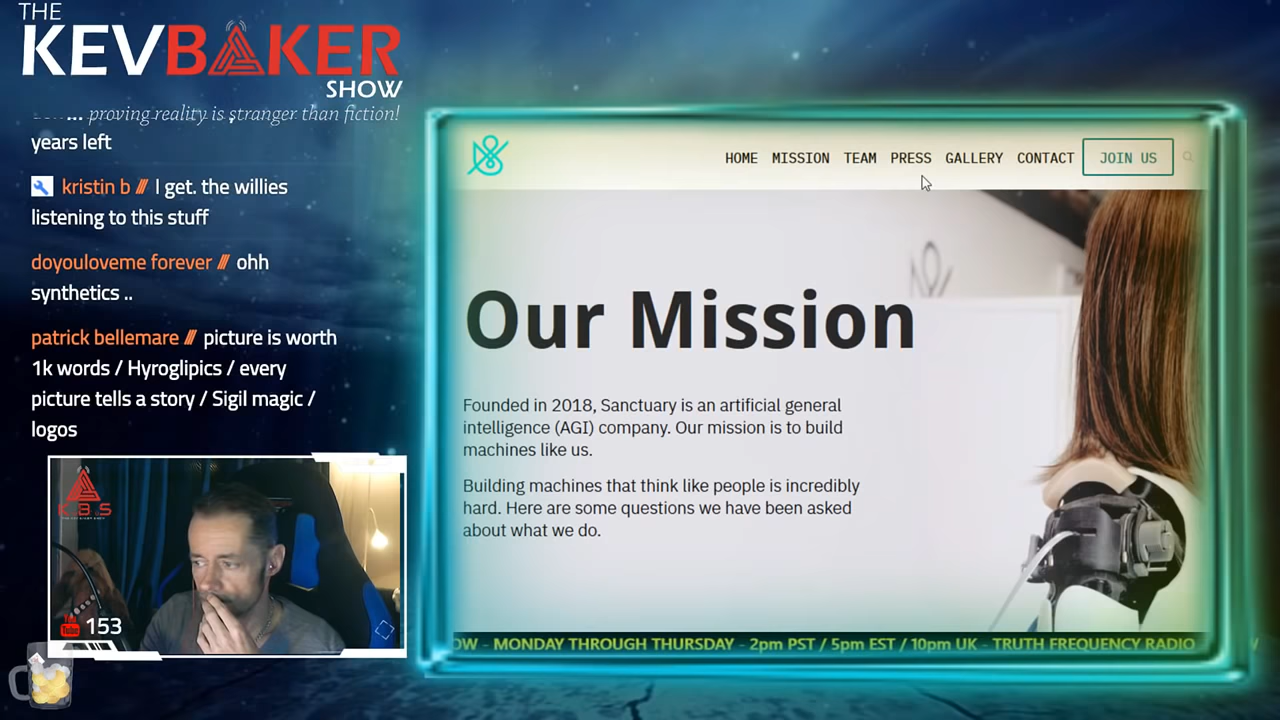 THE
KEVBAKER
SHOW
... proving reality is stranger than fiction!
years left
kristin b /// I get. the willies
listening to this stuff
doyouloveme forever /// ohh
synthetics ..
patrick bellemare /// picture is worth
1k words / Hyroglipics / every
picture tells a story / Sigil magic /
logos
K B S
153
HOME MISSION TEAM PRESS GALLERY CONTACT JOIN US
Our Mission
Founded in 2018, Sanctuary is an artificial general
intelligence (AGI) company. Our mission is to build
machines like us.
Building machines that think like people is incredibly
hard. Here are some questions we have been asked
about what we do.
OW - MONDAY THROUGH THURSDAY - 2pm PST / 5pm EST / 10pm UK - TRUTH FREQUENCY RADIO